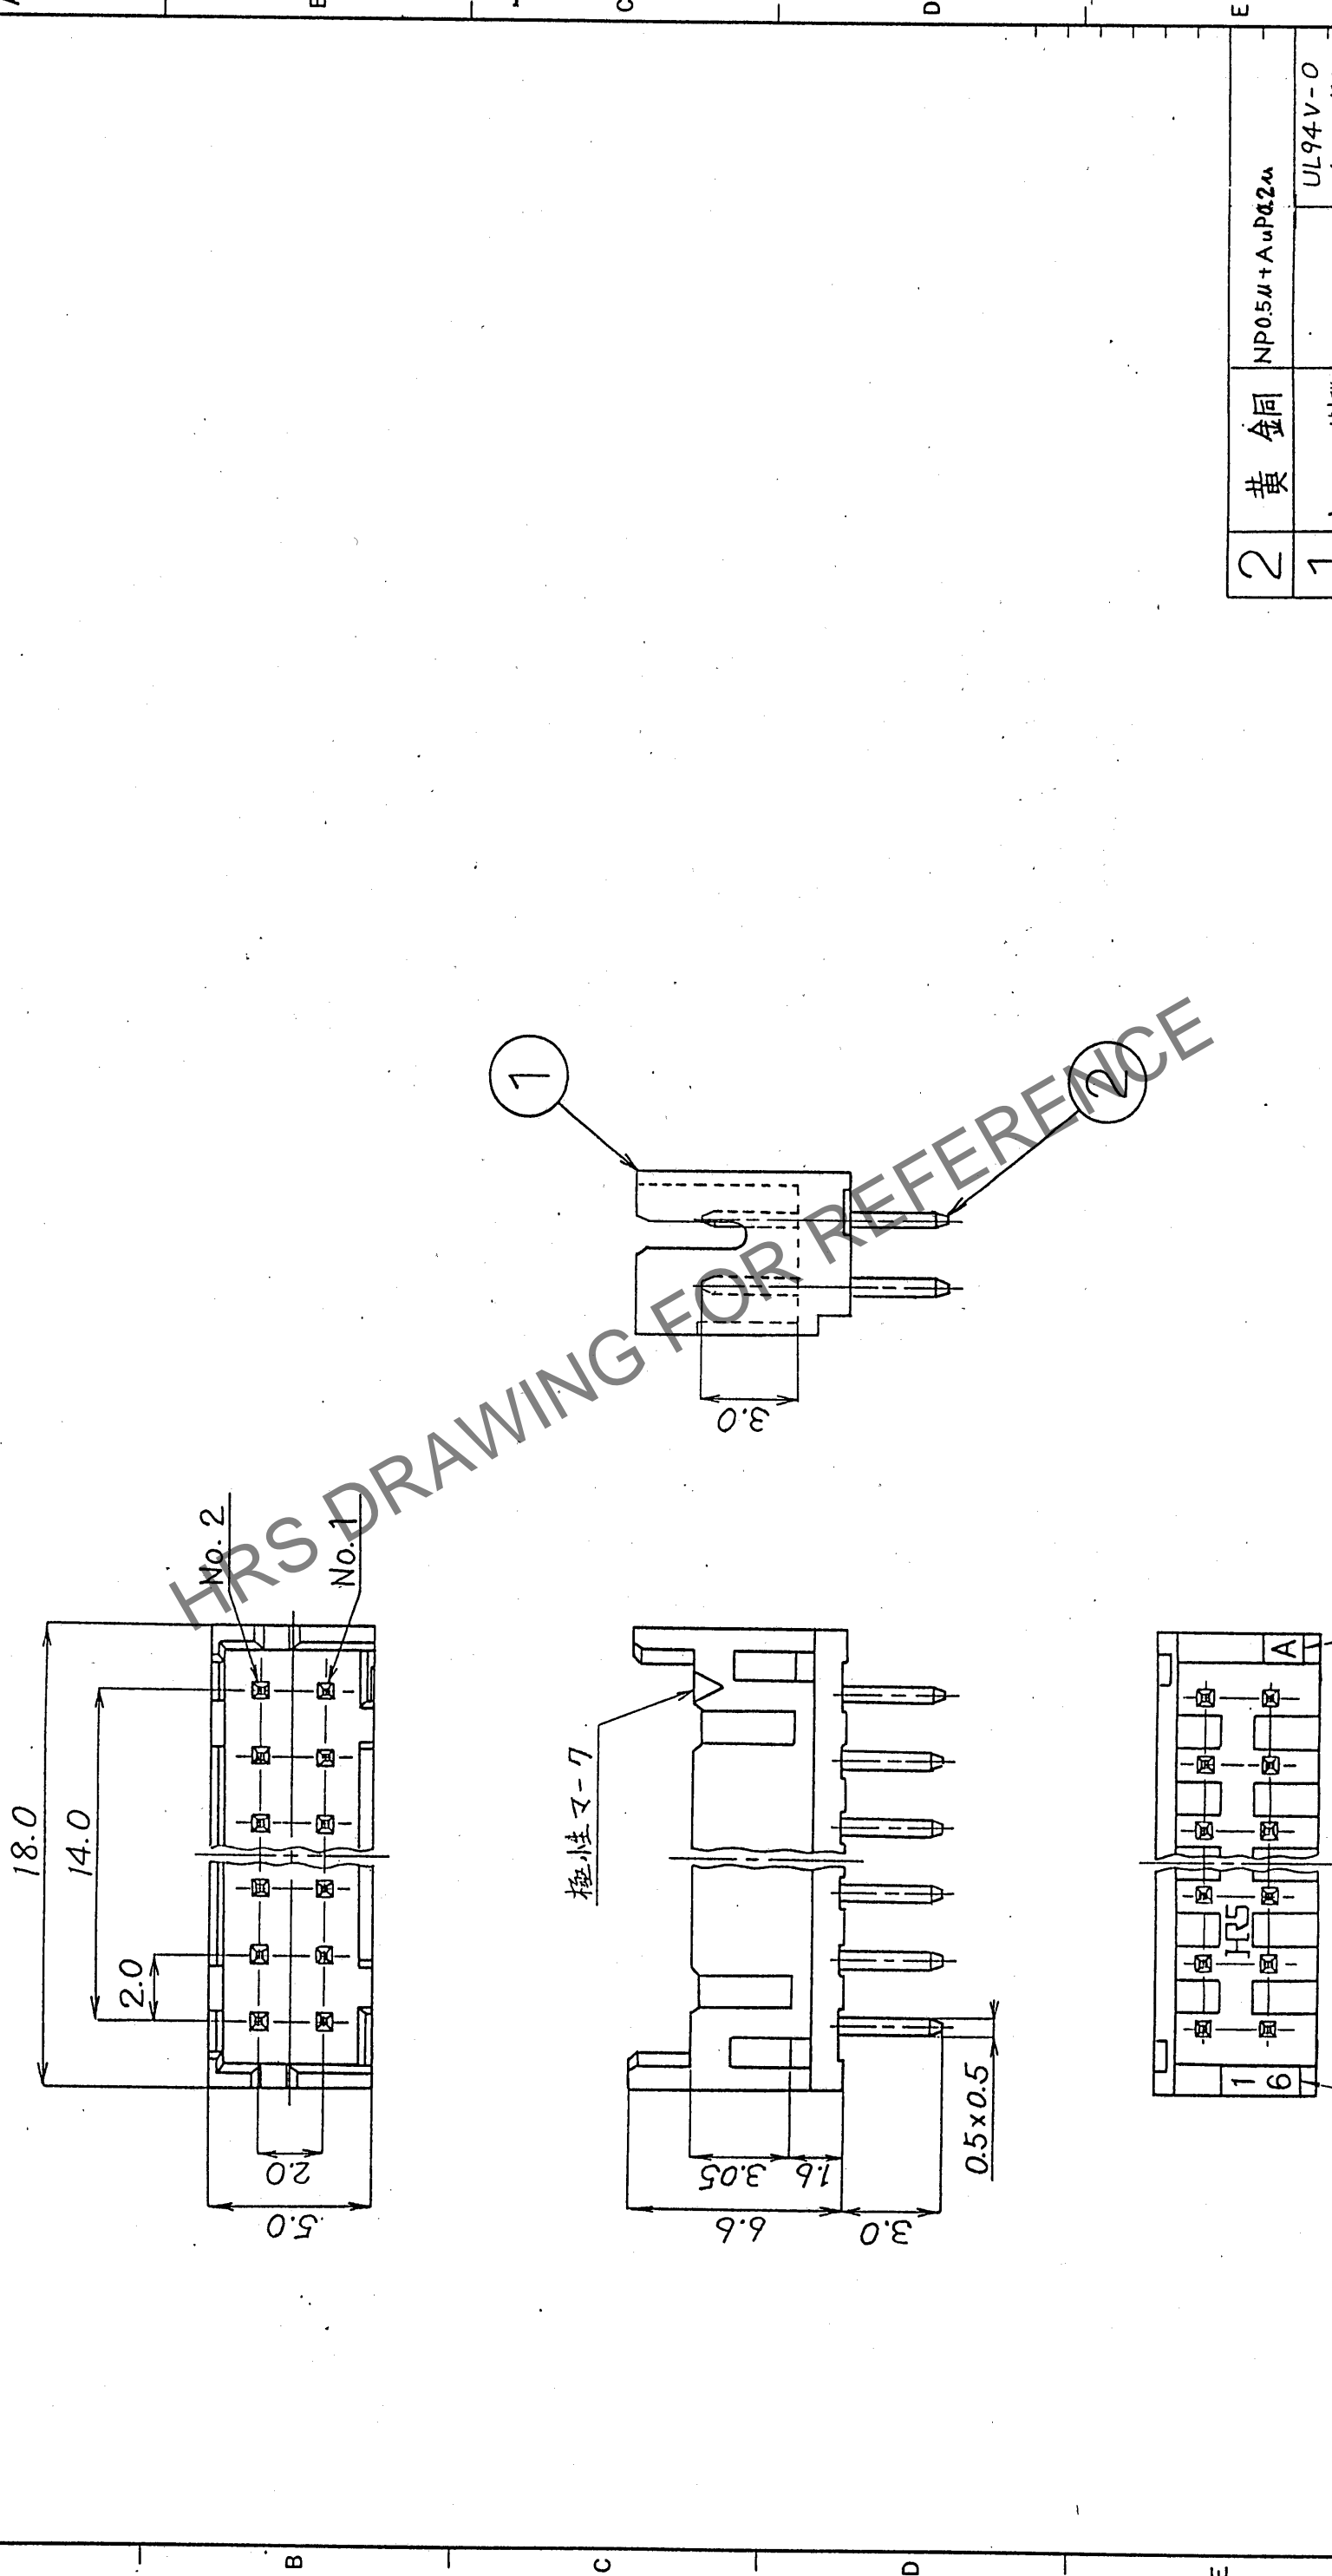 A
B
C
D
E
18.0
14.0
2.0
2.0
5.0
No. 2
No. 1
極性マーク
6.6
3.05
1.6
3.0
0.5×0.5
3.0
1
2
HRS DRAWING FOR REFERENCE
A
HRS
1
6
2 黄銅 NP0.5μ+AuP0.2μ
1 UL94V-0
B
C
D
E